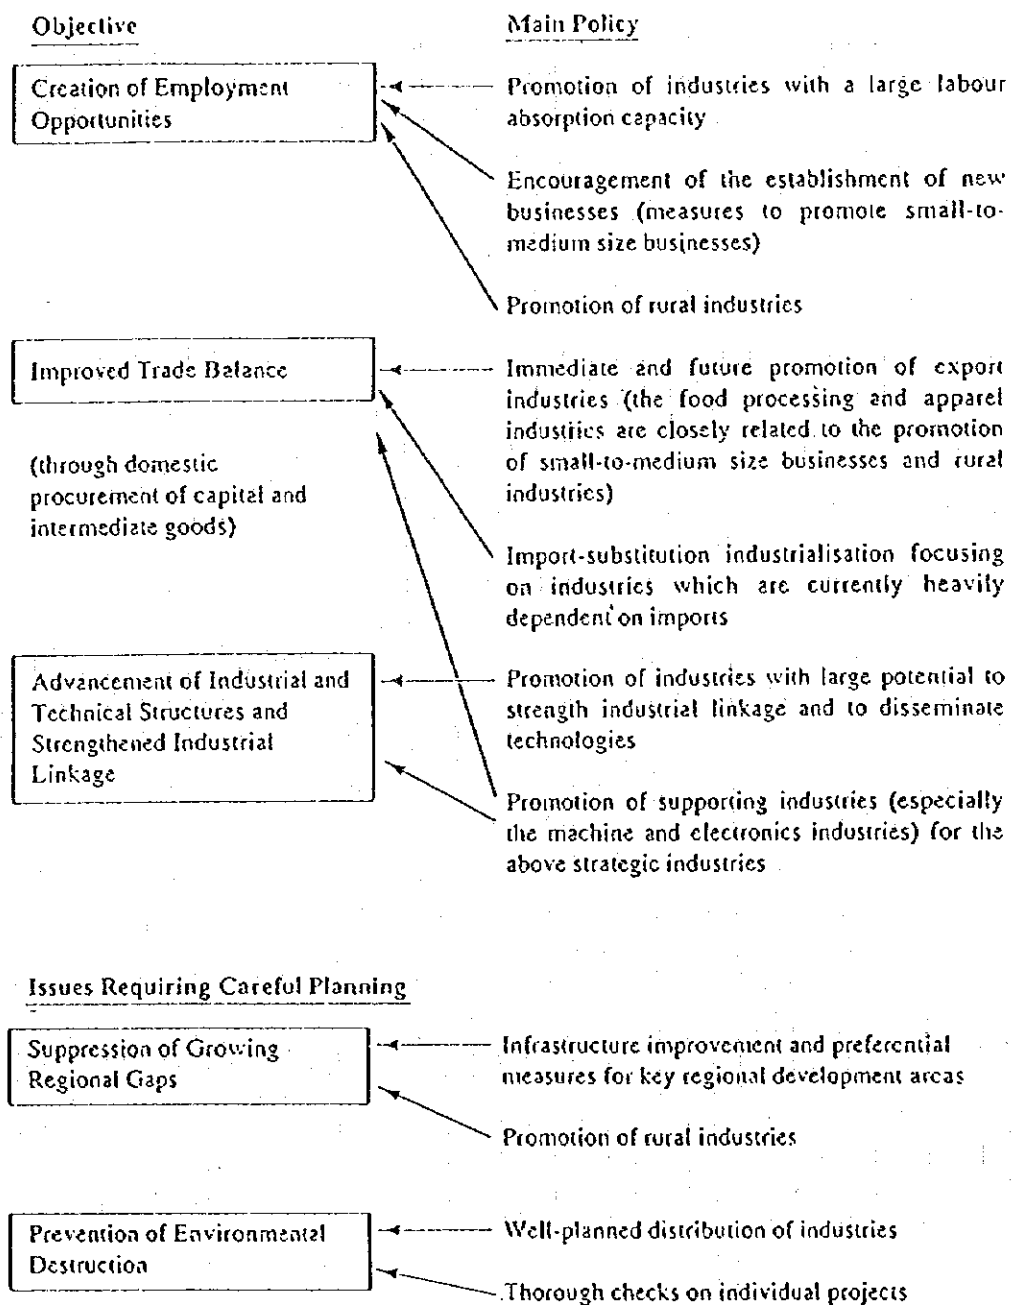 Objective
Main Policy
Creation of Employment
Opportunities
Promotion of industries with a large labour
absorption capacity
Encouragement of the establishment of new
businesses (measures to promote small-to-
medium size businesses)
Promotion of rural industries
Improved Trade Balance
(through domestic
procurement of capital and
intermediate goods)
Immediate and future promotion of export
industries (the food processing and apparel
industries are closely related to the promotion
of small-to-medium size businesses and rural
industries)
Import-substitution industrialisation focusing
on industries which are currently heavily
dependent on imports
Advancement of Industrial and
Technical Structures and
Strengthened Industrial
Linkage
Promotion of industries with large potential to
strength industrial linkage and to disseminate
technologies
Promotion of supporting industries (especially
the machine and electronics industries) for the
above strategic industries
Issues Requiring Careful Planning
Suppression of Growing
Regional Gaps
Infrastructure improvement and preferential
measures for key regional development areas
Promotion of rural industries
Prevention of Environmental
Destruction
Well-planned distribution of industries
Thorough checks on individual projects